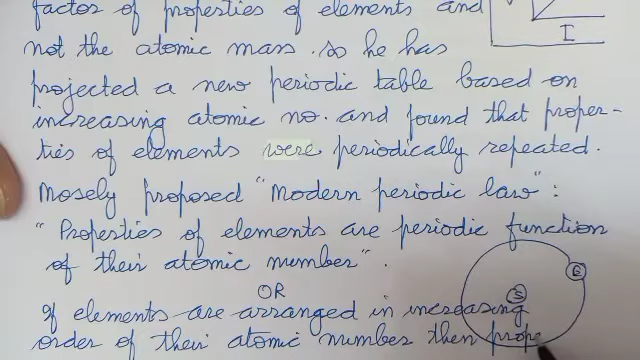 factor of properties of elements and
not the atomic mass. so he has
I
projected a new periodic table based on
increasing atomic no. and found that proper-
ties of elements were periodically repeated.
Mosely proposed "Modern periodic law":
"Properties of elements are periodic function
of their atomic number".
E
S
OR
If elements are arranged in increasing
order of their atomic number then prope